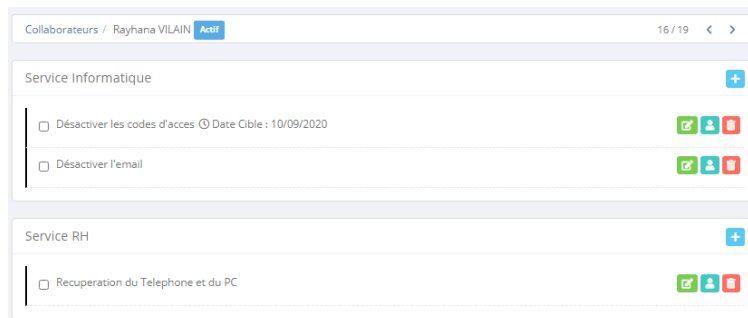 Collaborateurs / Rayhana VILAIN Actif 16 / 19
Service Informatique
Désactiver les codes d'acces Date Cible : 10/09/2020
Désactiver l'email
Service RH
Recuperation du Telephone et du PC